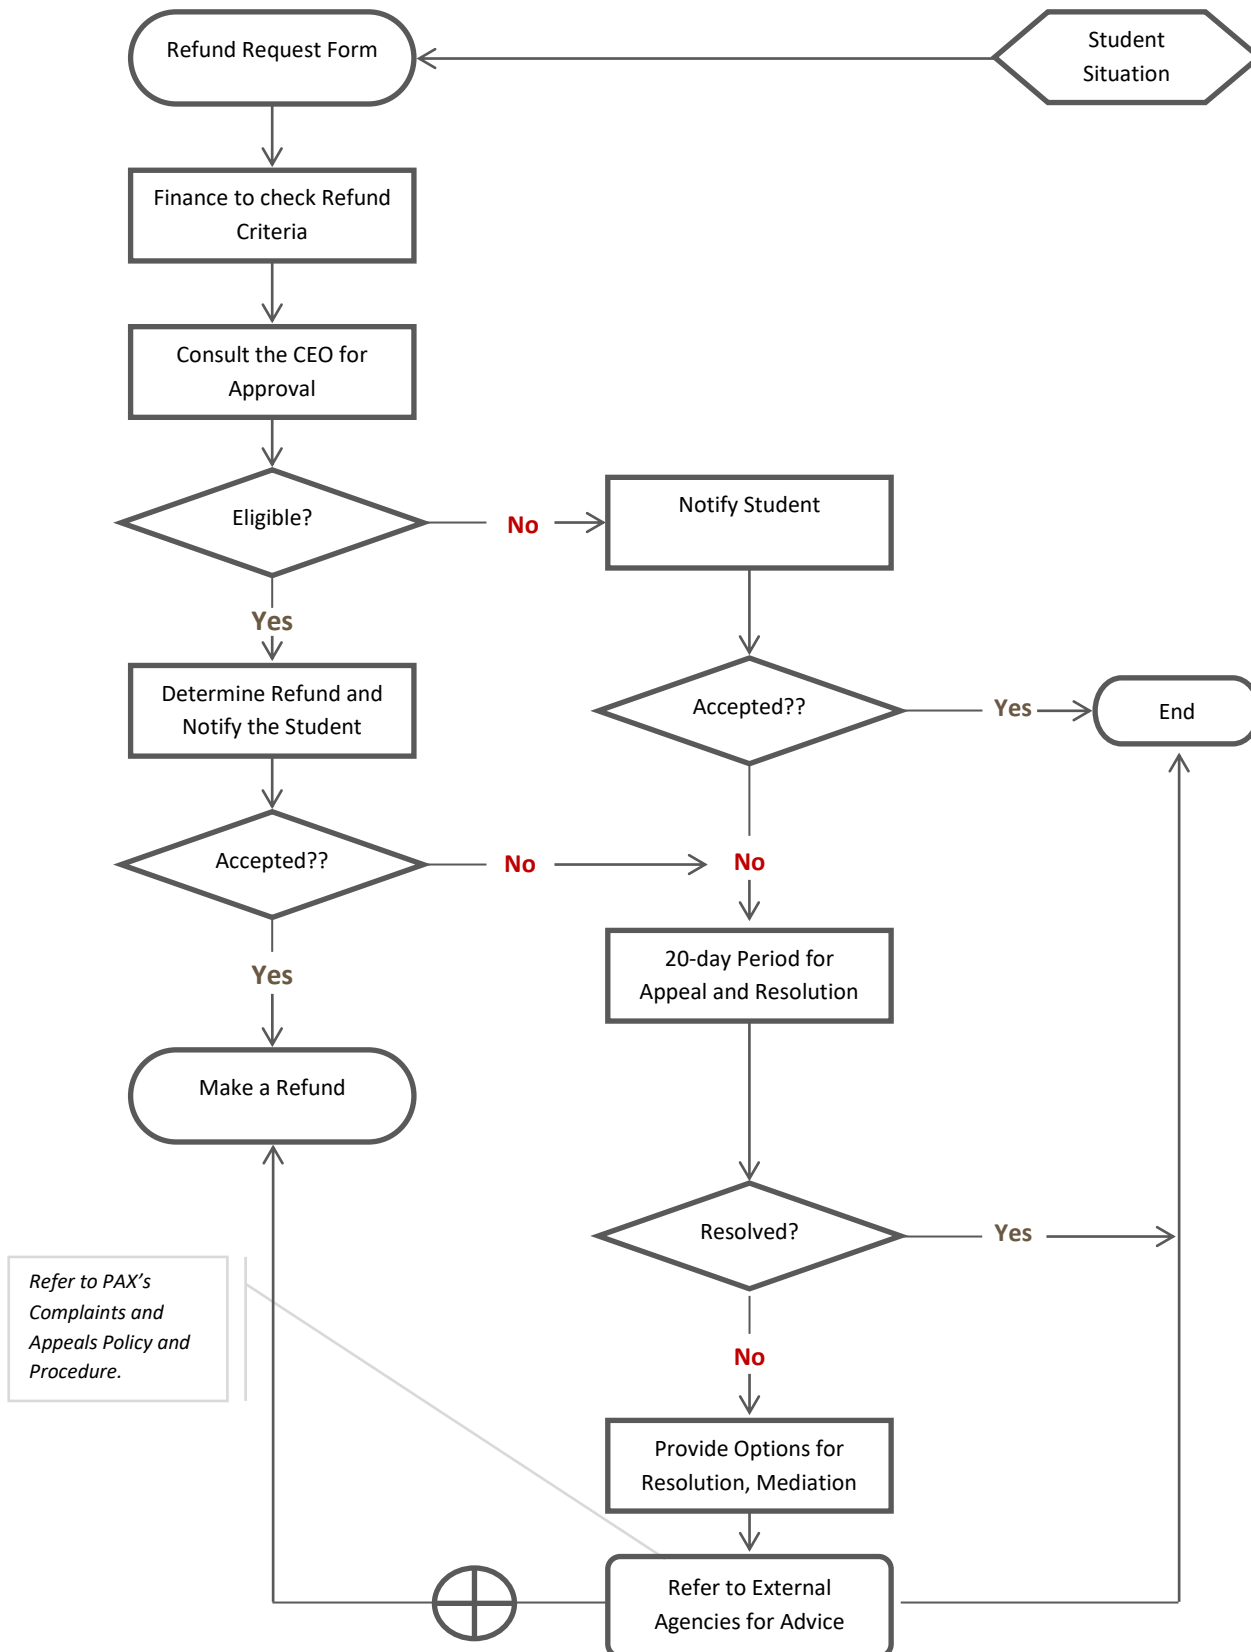 Refund Request Form
Student
Situation
Finance to check Refund
Criteria
Consult the CEO for
Approval
Eligible?
No
Notify Student
Yes
Determine Refund and
Notify the Student
Accepted??
Yes
End
Accepted??
No
No
Yes
20-day Period for
Appeal and Resolution
Make a Refund
Resolved?
Yes
Refer to PAX’s
Complaints and
Appeals Policy and
Procedure.
No
Provide Options for
Resolution, Mediation
Refer to External
Agencies for Advice